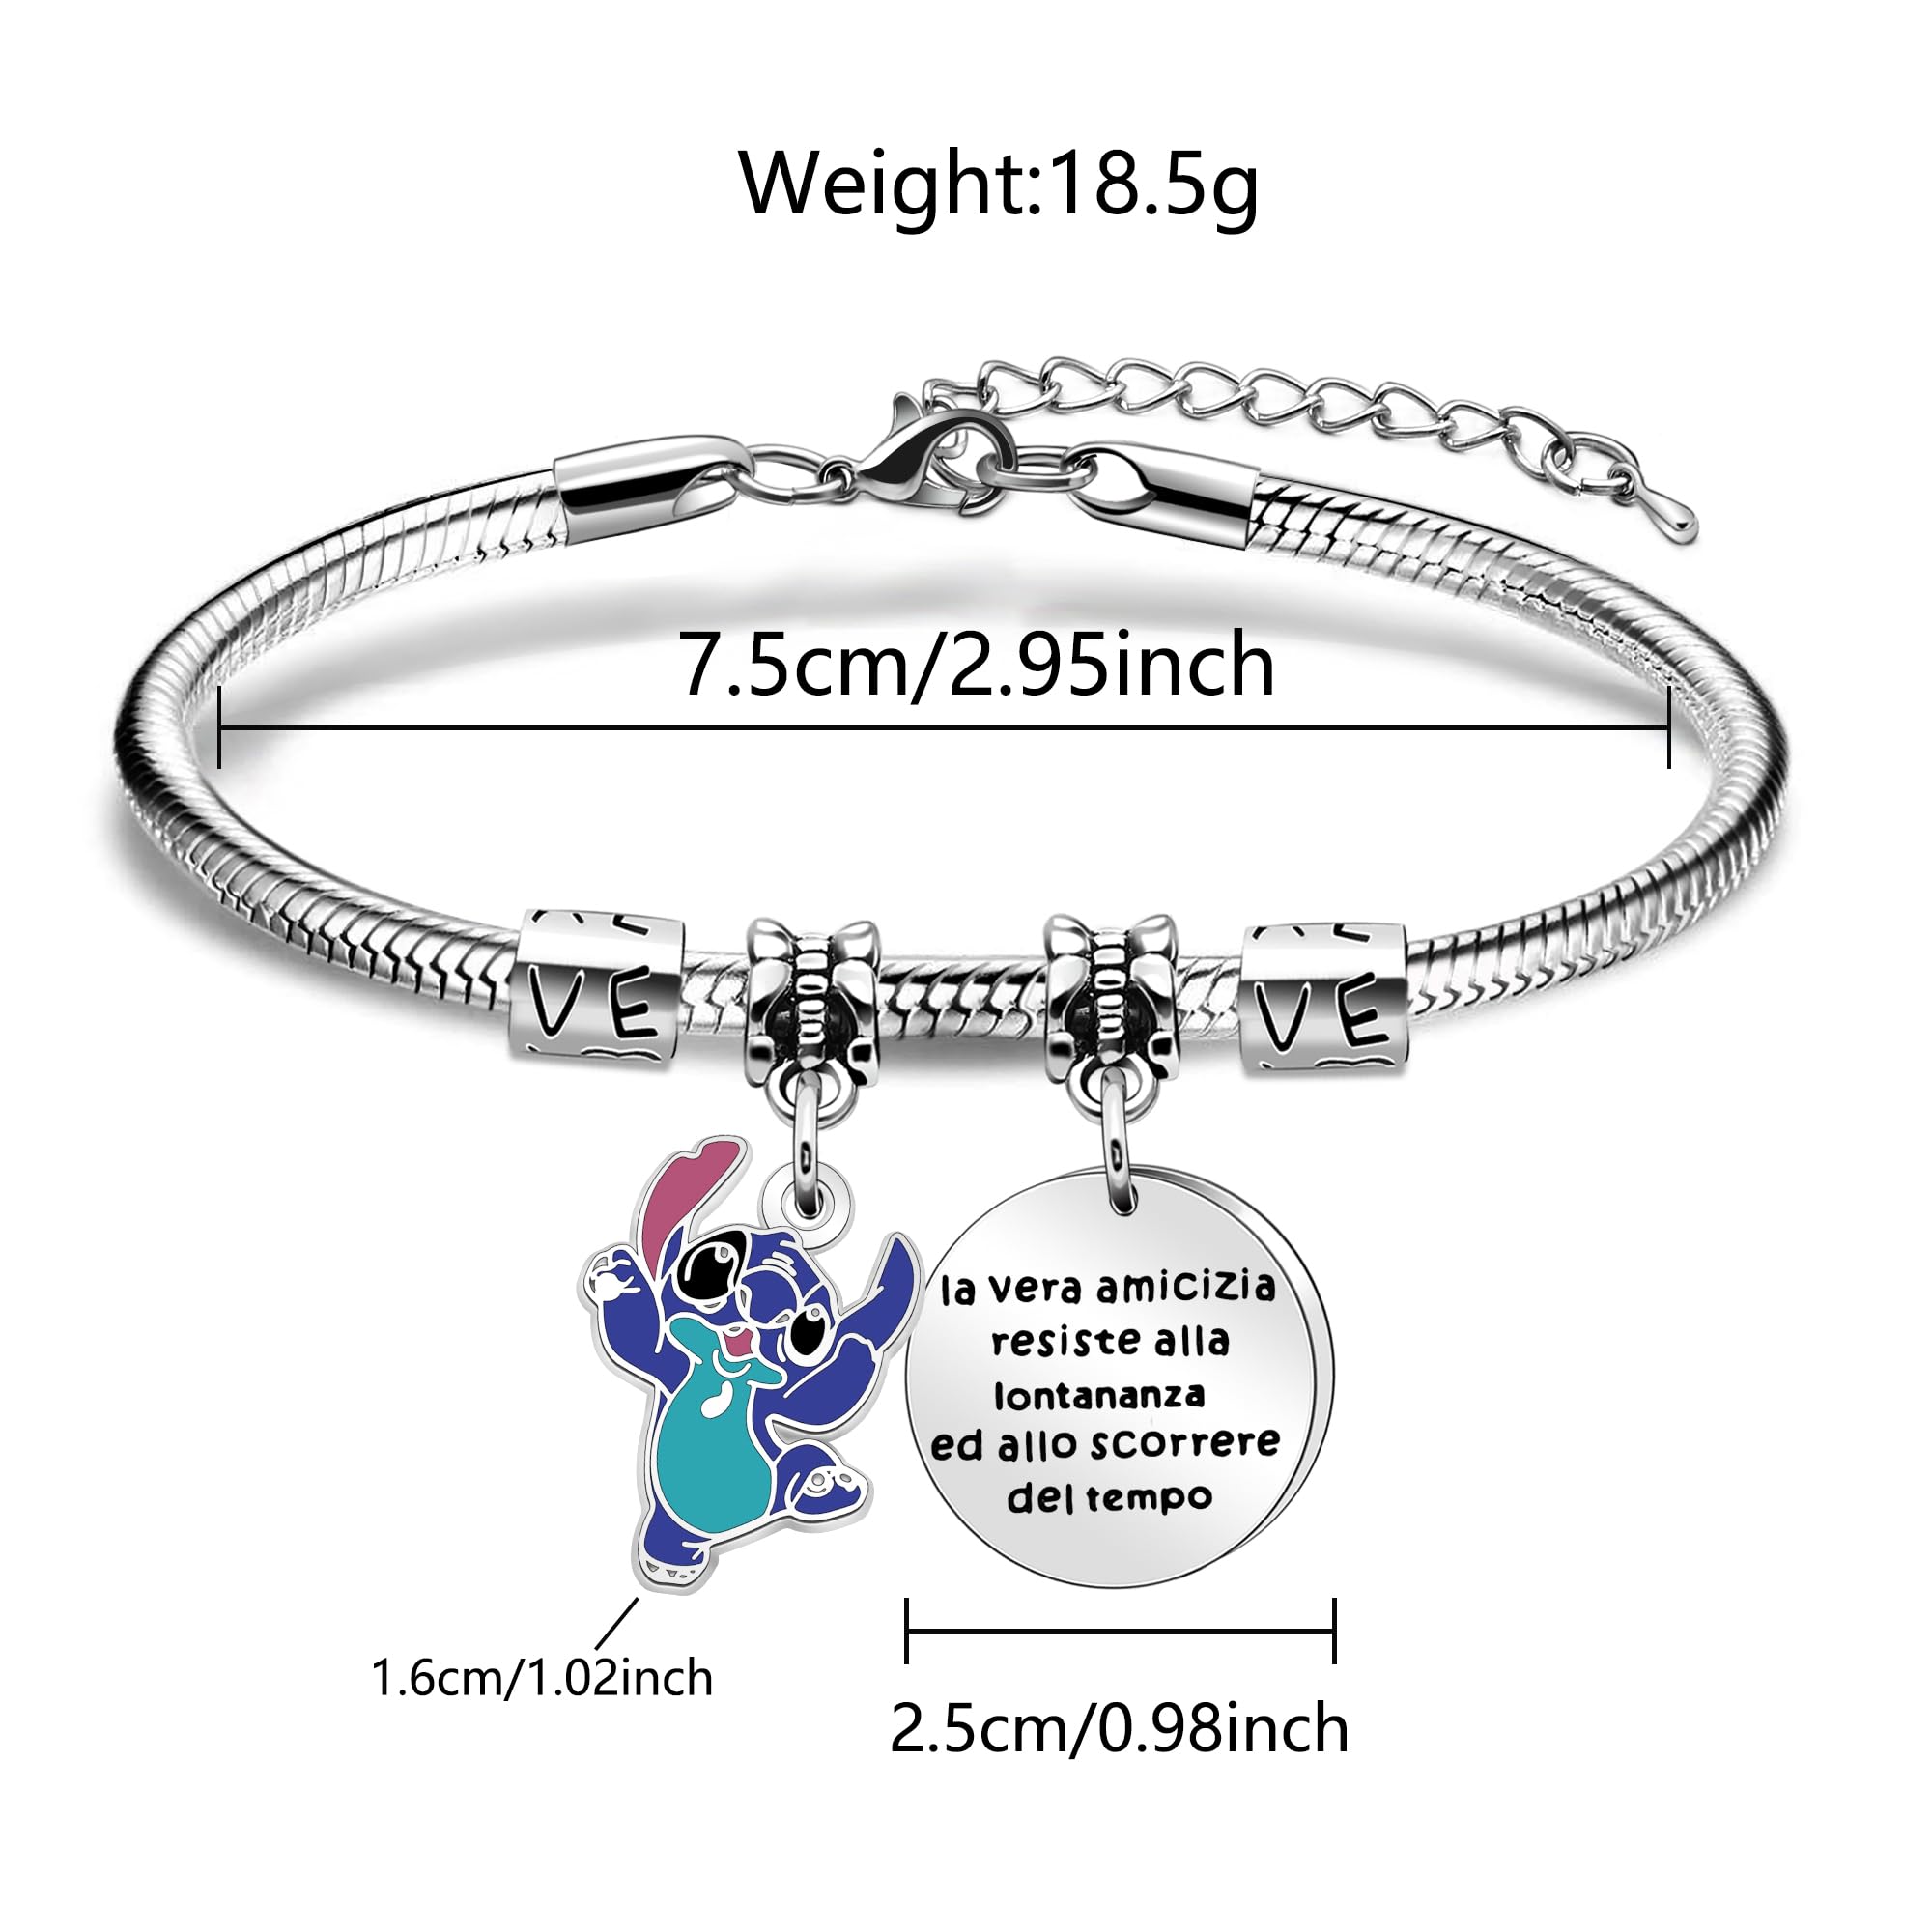 Weight:18.5g
7.5cm/2.95inch
VE
VE
la vera amicizia
resiste alla
lontananza
ed allo scorrere
del tempo
1.6cm/1.02inch
2.5cm/0.98inch